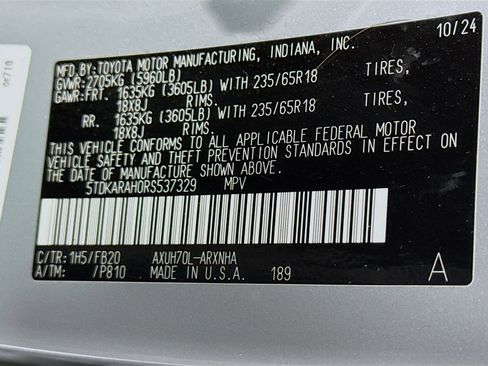 MFD.BY:TOYOTA MOTOR MANUFACTURING, INDIANA, INC. 10/24
GVWR:2705KG (5960LB)
GAWR:FRT. 1635KG (3605LB) WITH 235/65R18 TIRES,
18X8J RIMS.
RR. 1635KG (3605LB) WITH 235/65R18 TIRES,
18X8J RIMS.
THIS VEHICLE CONFORMS TO ALL APPLICABLE FEDERAL MOTOR
VEHICLE SAFETY AND THEFT PREVENTION STANDARDS IN EFFECT ON
THE DATE OF MANUFACTURE SHOWN ABOVE.
5TDKARAH0RS537329 MPV
C/TR: 1H5/FB20 AXUH70L-ARXNHA
A/TM: /P810 MADE IN U.S.A. 189 A